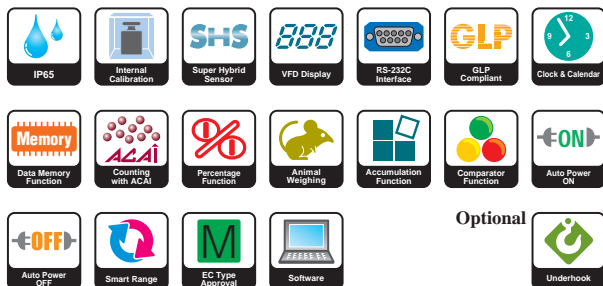 SHS
888
GLP
12
9 3
6
IP65
Internal
Calibration
Super Hybrid
Sensor
VFD Display
RS-232C
Interface
GLP
Compliant
Clock & Calendar
Memory
ACAÎ
ON
Data Memory
Function
Counting
with ACAI
Percentage
Function
Animal
Weighing
Accumulation
Function
Comparator
Function
Auto Power
ON
Optional
OFF
M
Auto Power
OFF
Smart Range
EC Type
Approval
Software
Underhook